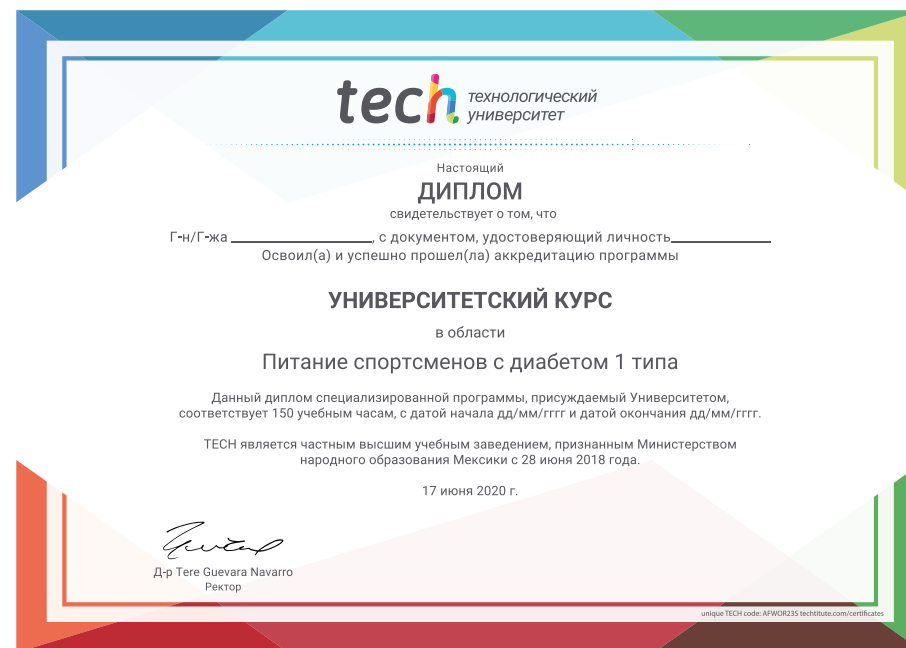 tech технологический
университет
Настоящий
ДИПЛОМ
свидетельствует о том, что
Г-н/Г-жа ____________, с документом, удостоверяющий личность____________
Освоил(а) и успешно прошел(ла) аккредитацию программы
УНИВЕРСИТЕТСКИЙ КУРС
в области
Питание спортсменов с диабетом 1 типа
Данный диплом специализированной программы, присуждаемый Университетом,
соответствует 150 учебным часам, с датой начала дд/мм/гггг и датой окончания дд/мм/гггг.
TECH является частным высшим учебным заведением, признанным Министерством
народного образования Мексики с 28 июня 2018 года.
17 июня 2020 г.
Д-р Tere Guevara Navarro
Ректор
unique TECH code: AFWOR23S techtitute.com/certificates